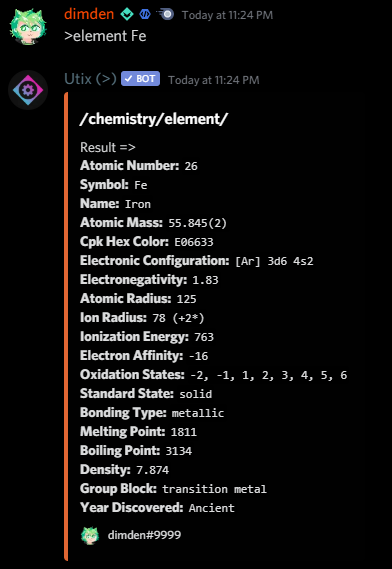 dimden Today at 11:24 PM
>element Fe
Utix (>) ✔ BOT Today at 11:24 PM
/chemistry/element/
Result =>
Atomic Number: 26
Symbol: Fe
Name: Iron
Atomic Mass: 55.845(2)
Cpk Hex Color: E06633
Electronic Configuration: [Ar] 3d6 4s2
Electronegativity: 1.83
Atomic Radius: 125
Ion Radius: 78 (+2*)
Ionization Energy: 763
Electron Affinity: -16
Oxidation States: -2, -1, 1, 2, 3, 4, 5, 6
Standard State: solid
Bonding Type: metallic
Melting Point: 1811
Boiling Point: 3134
Density: 7.874
Group Block: transition metal
Year Discovered: Ancient
dimden#9999